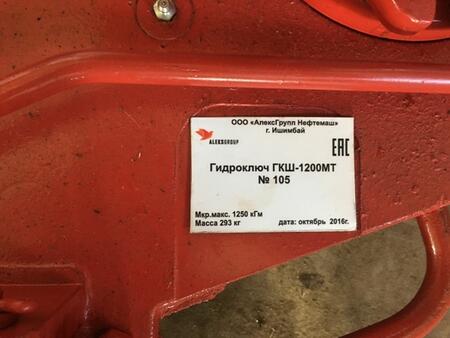 ООО «АлексГрупп Нефтемаш»
г. Ишимбай
ALEKSGROUP
EAC
Гидроключ ГКШ-1200МТ
№ 105
Мкр.макс. 1250 кГм
Масса 293 кг дата: октябрь 2016г.